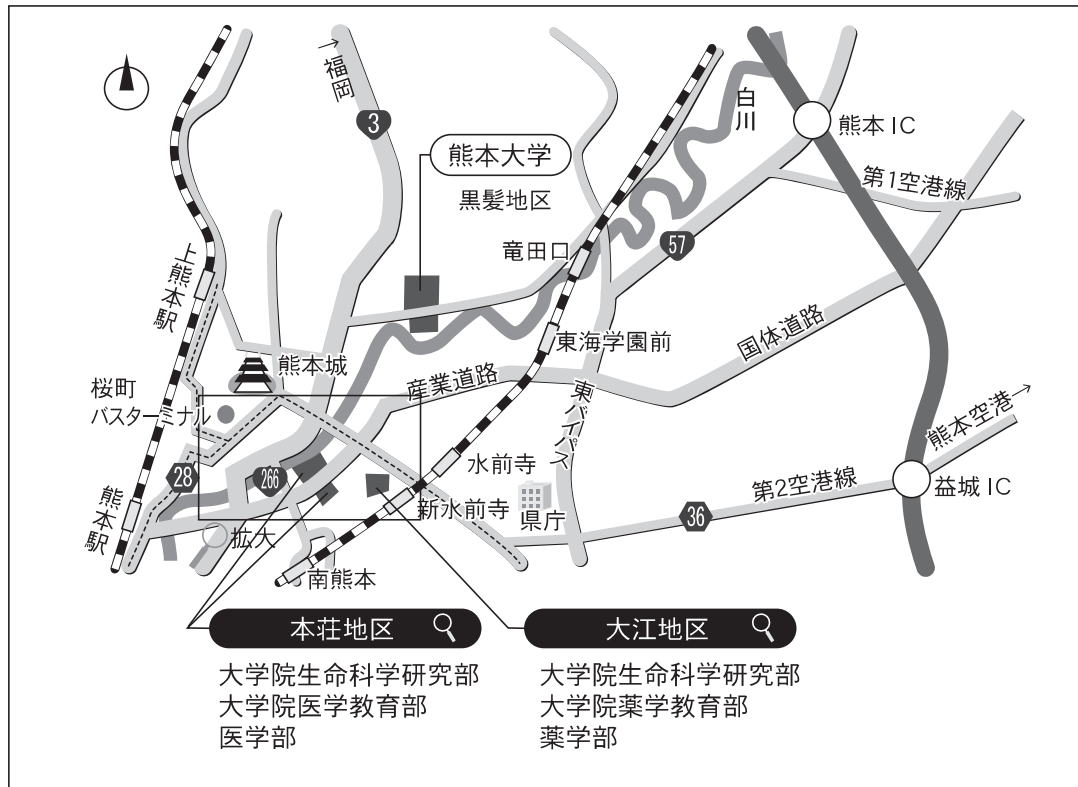 →福岡
3
白川
熊本IC
熊本大学
黒髪地区
第1空港線
竜田口
57
上熊本駅
国体道路
東海学園前
熊本城
産業道路
桜町
バスターミナル
東バイパス
熊本空港→
水前寺
28
266
第2空港線
益城IC
新水前寺
県庁
36
熊本駅
拡大
南熊本
本荘地区
大学院生命科学研究部
大学院医学教育部
医学部
大江地区
大学院生命科学研究部
大学院薬学教育部
薬学部